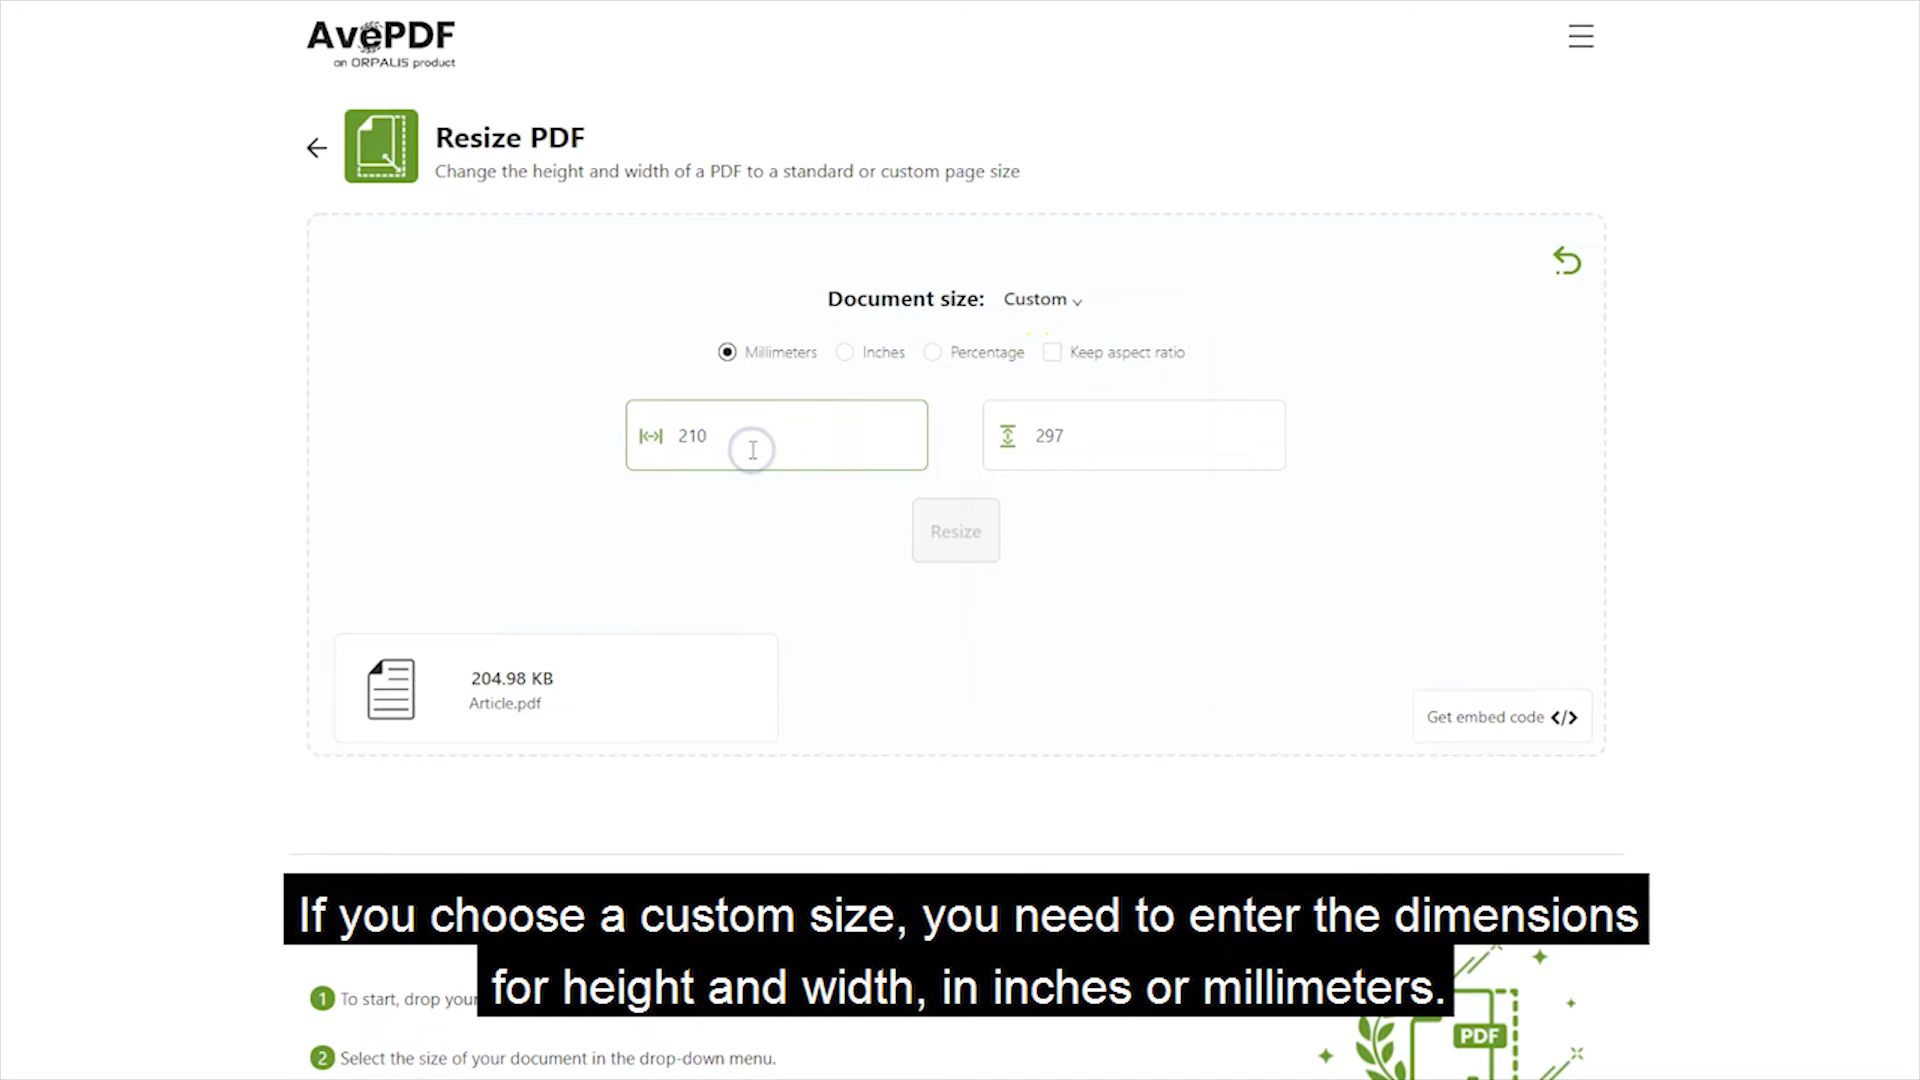 AvePDF
an ORPALIS product
Resize PDF
Change the height and width of a PDF to a standard or custom page size
Document size: Custom
Millimeters Inches Percentage Keep aspect ratio
210 297
Resize
204.98 KB
Article.pdf
Get embed code </>
If you choose a custom size, you need to enter the dimensions
for height and width, in inches or millimeters.
1 To start, drop your
PDF
2 Select the size of your document in the drop-down menu.